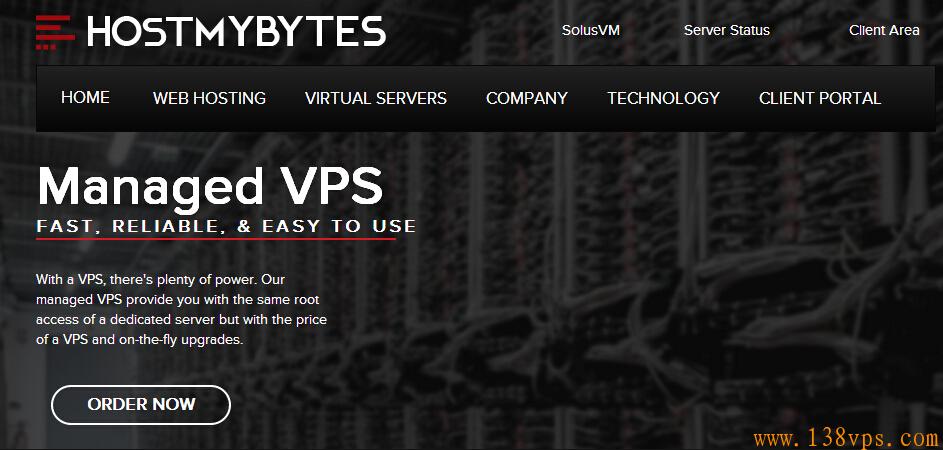 HOSTMYBYTES
SolusVM Server Status Client Area
HOME WEB HOSTING VIRTUAL SERVERS COMPANY TECHNOLOGY CLIENT PORTAL
Managed VPS
FAST, RELIABLE, & EASY TO USE
With a VPS, there's plenty of power. Our
managed VPS provide you with the same root
access of a dedicated server but with the price
of a VPS and on-the-fly upgrades.
ORDER NOW
www.138vps.com